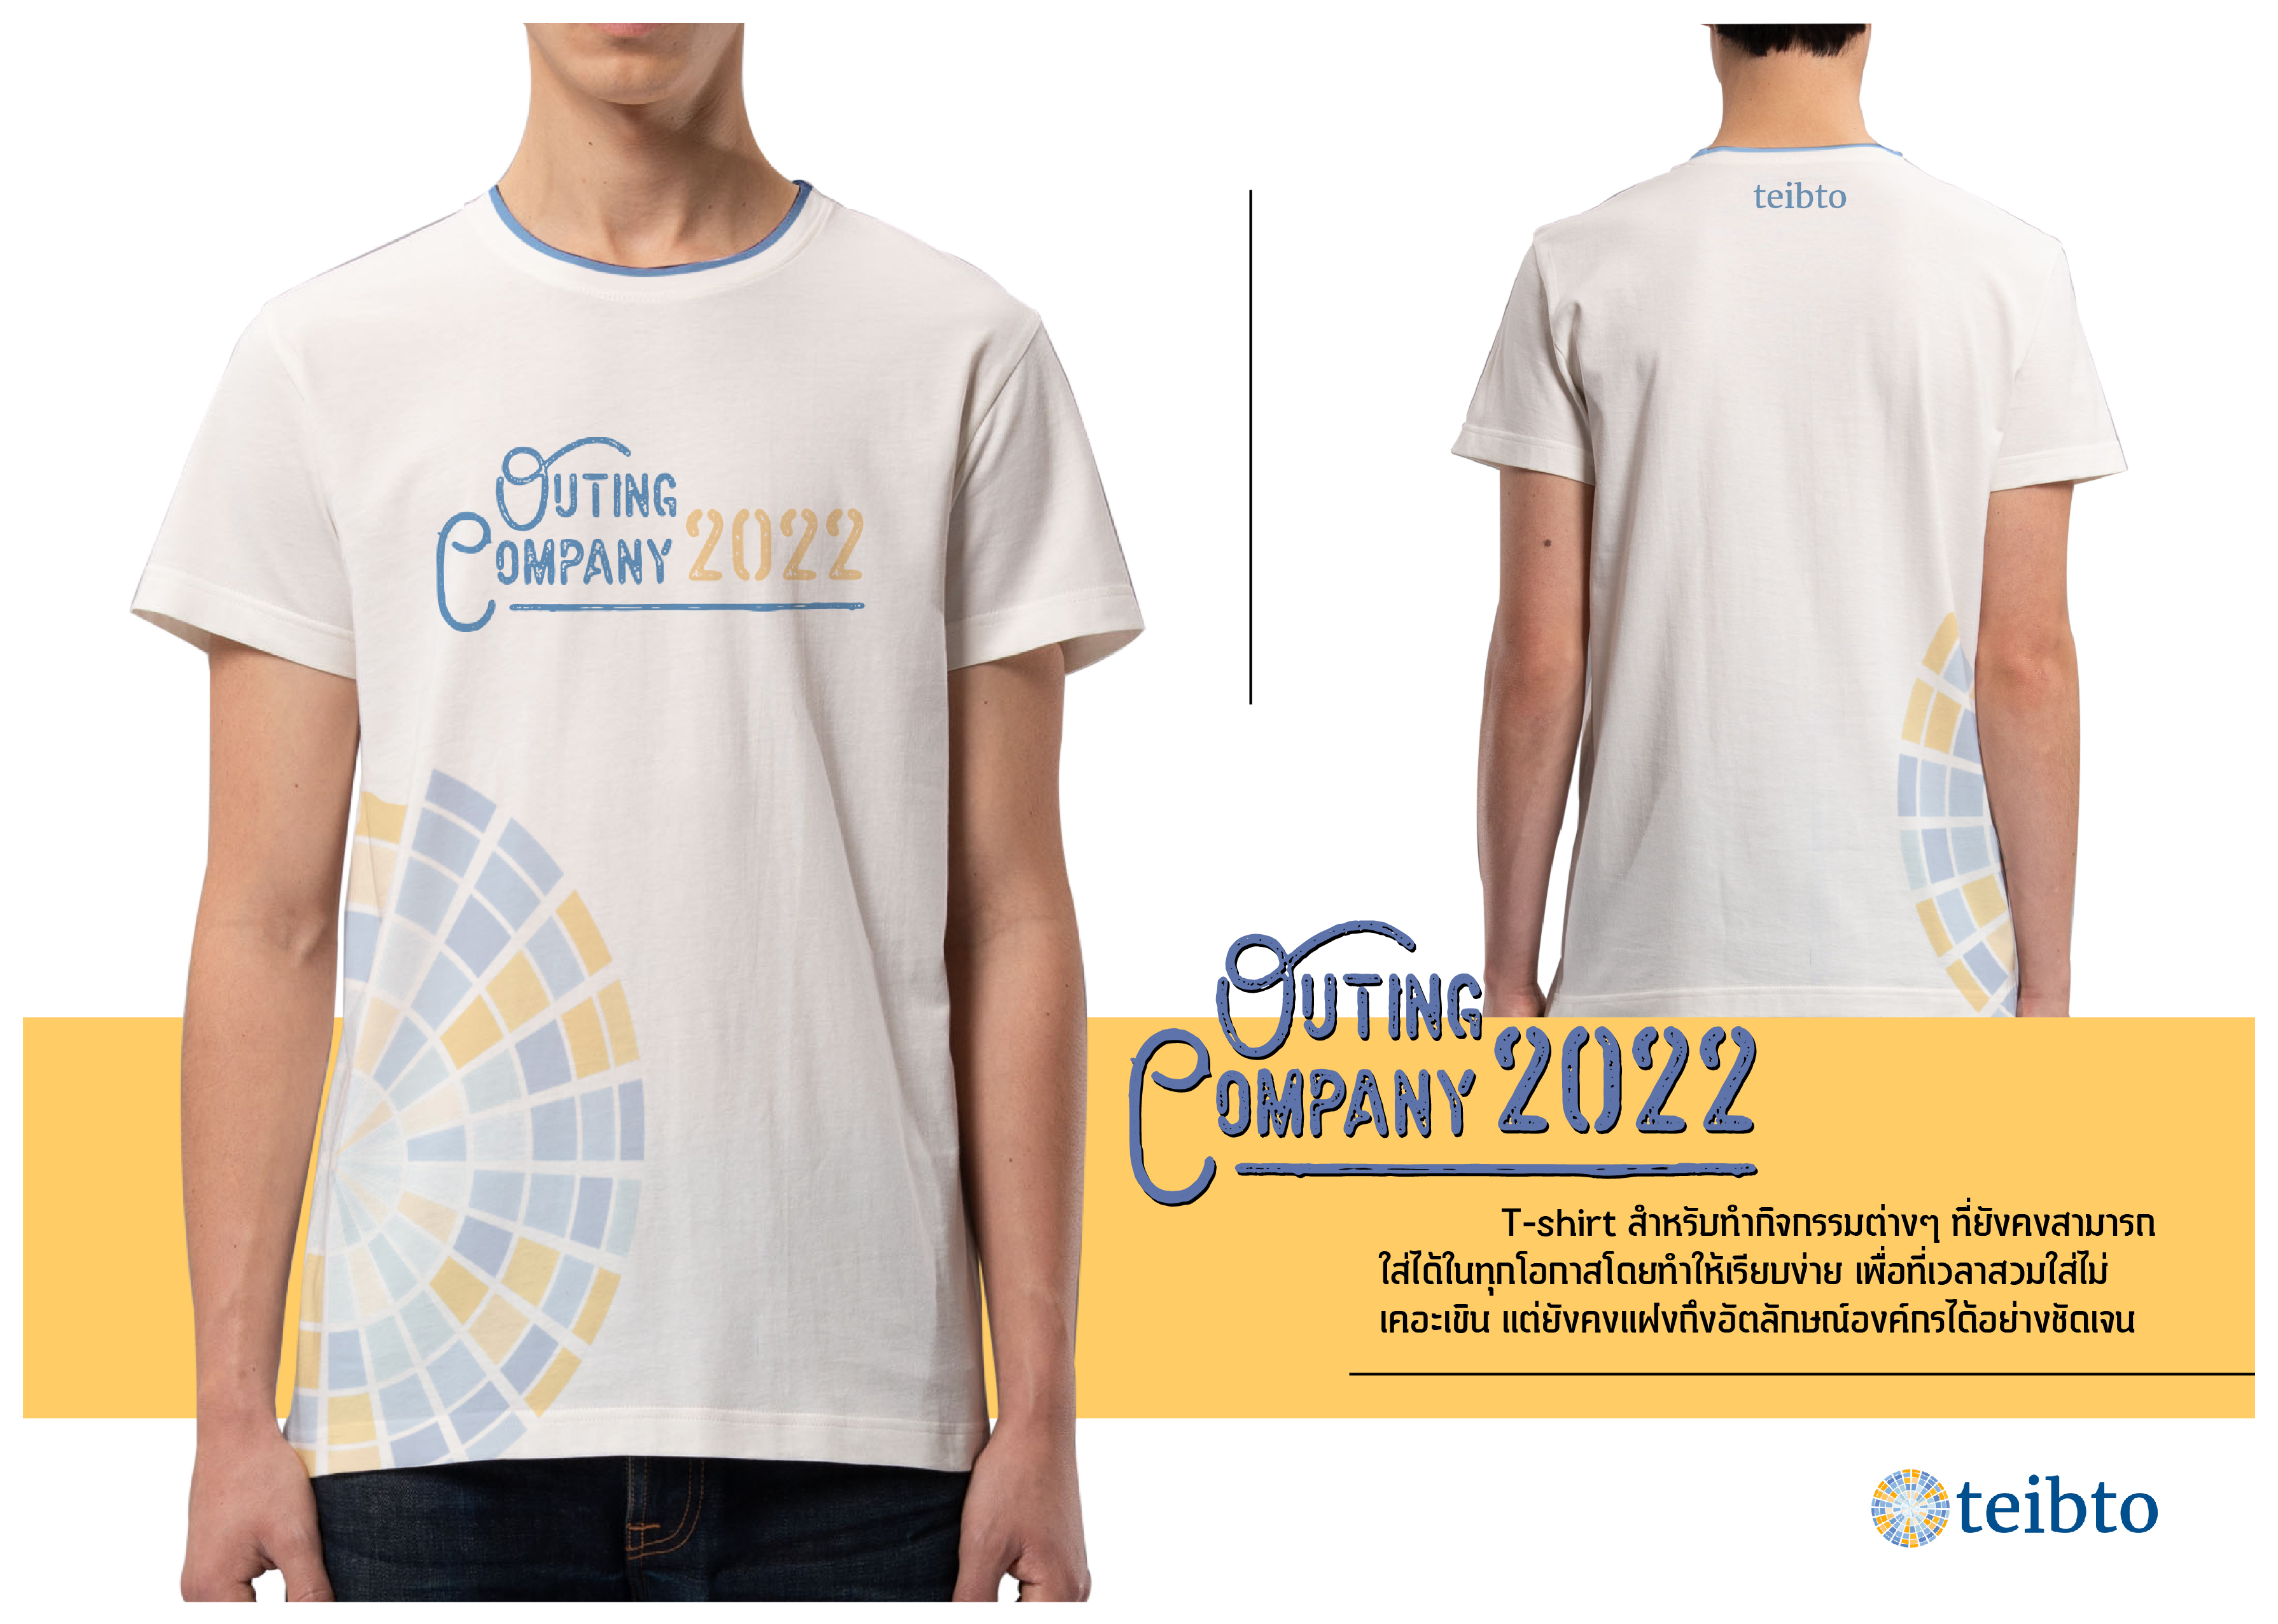 OUTING
COMPANY 2022
teibto
OUTING
COMPANY 2022
T-shirt สำหรับทำกิจกรรมต่างๆ ที่ยังคงสามารถ
ใส่ได้ในทุกโอกาสโดยทำให้เรียบง่าย เพื่อที่เวลาสวมใส่ไม่
เคอะเขิน แต่ยังคงแฝงถึงอัตลักษณ์องค์กรได้อย่างชัดเจน
teibto